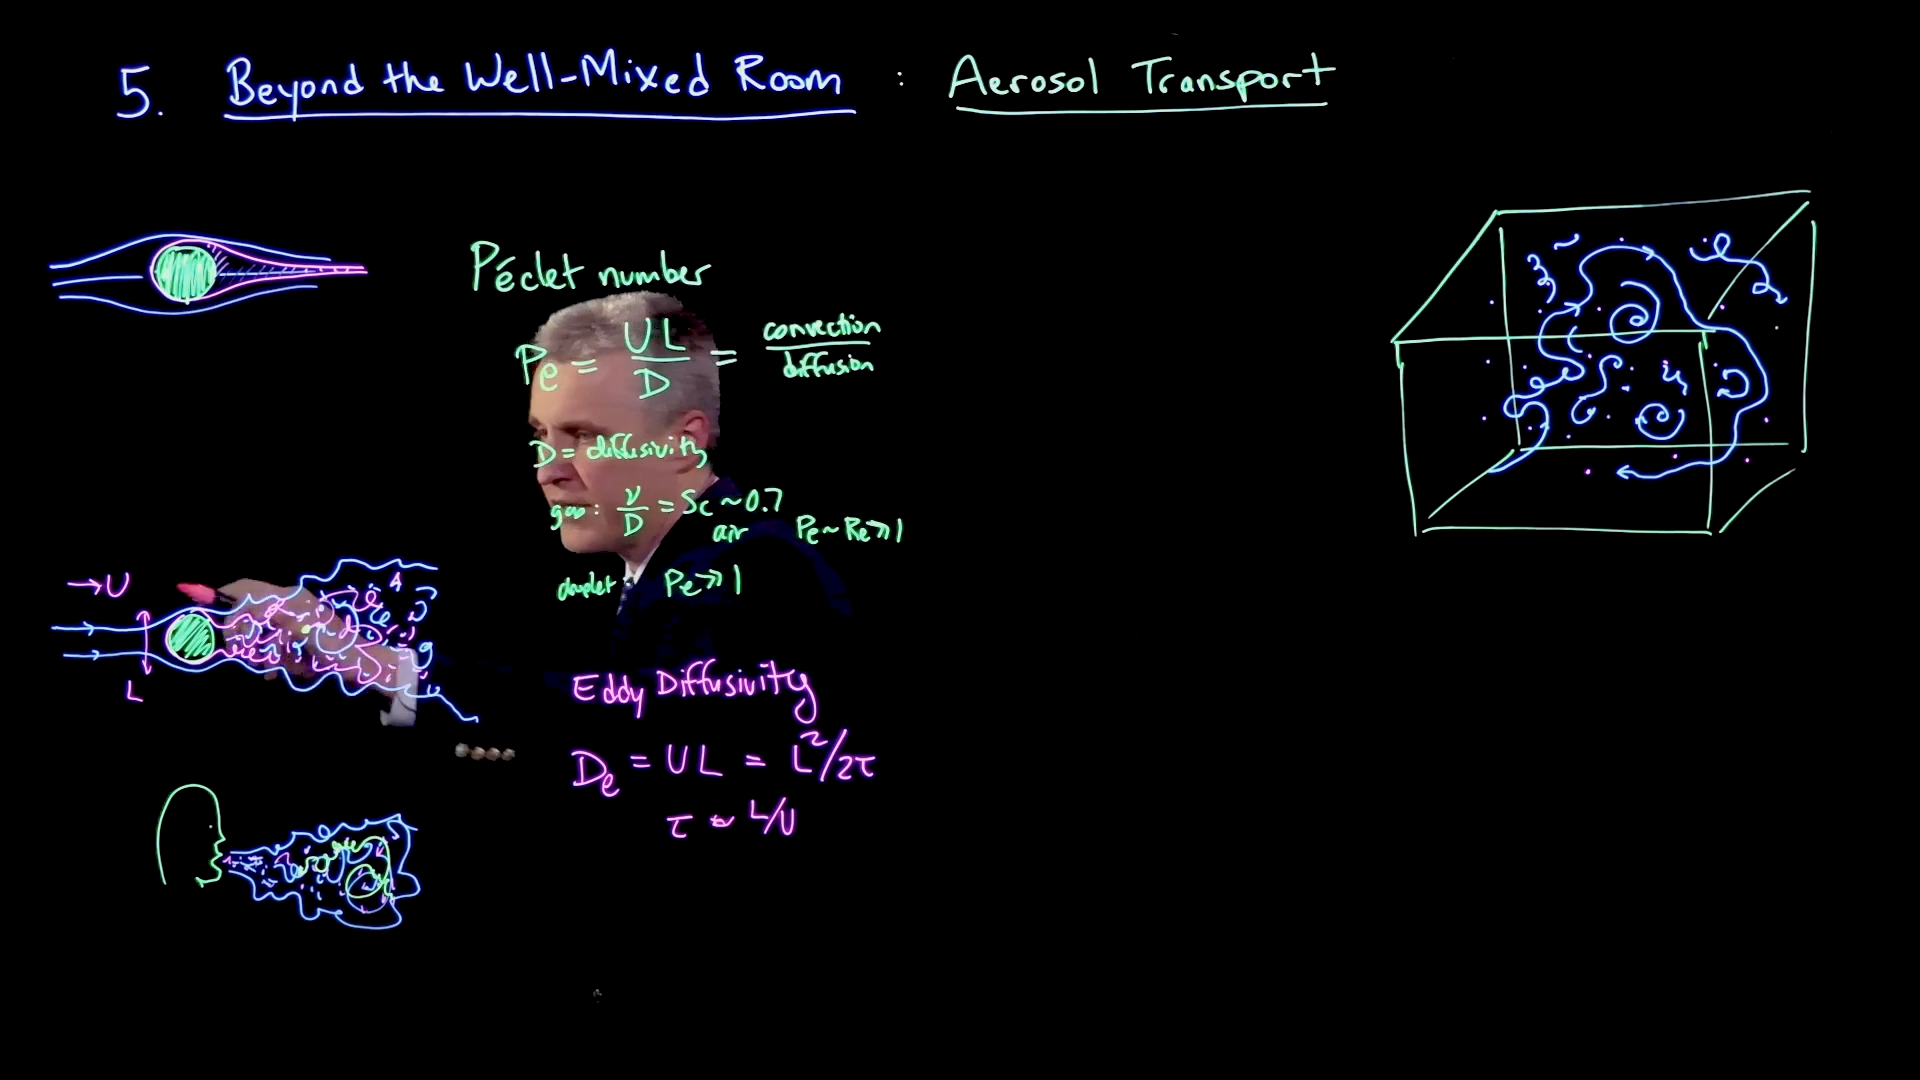 5. Beyond the Well-Mixed Room : Aerosol Transport
Péclet number
Pe = UL/D = convection/diffusion
D = diffusivity
gas: ν/D = Sc ~ 0.7
air Pe ~ Re ≫ 1
droplet Pe ≫ 1
→ U
L
Eddy Diffusivity
De = UL = L²/2τ
τ ≈ L/U